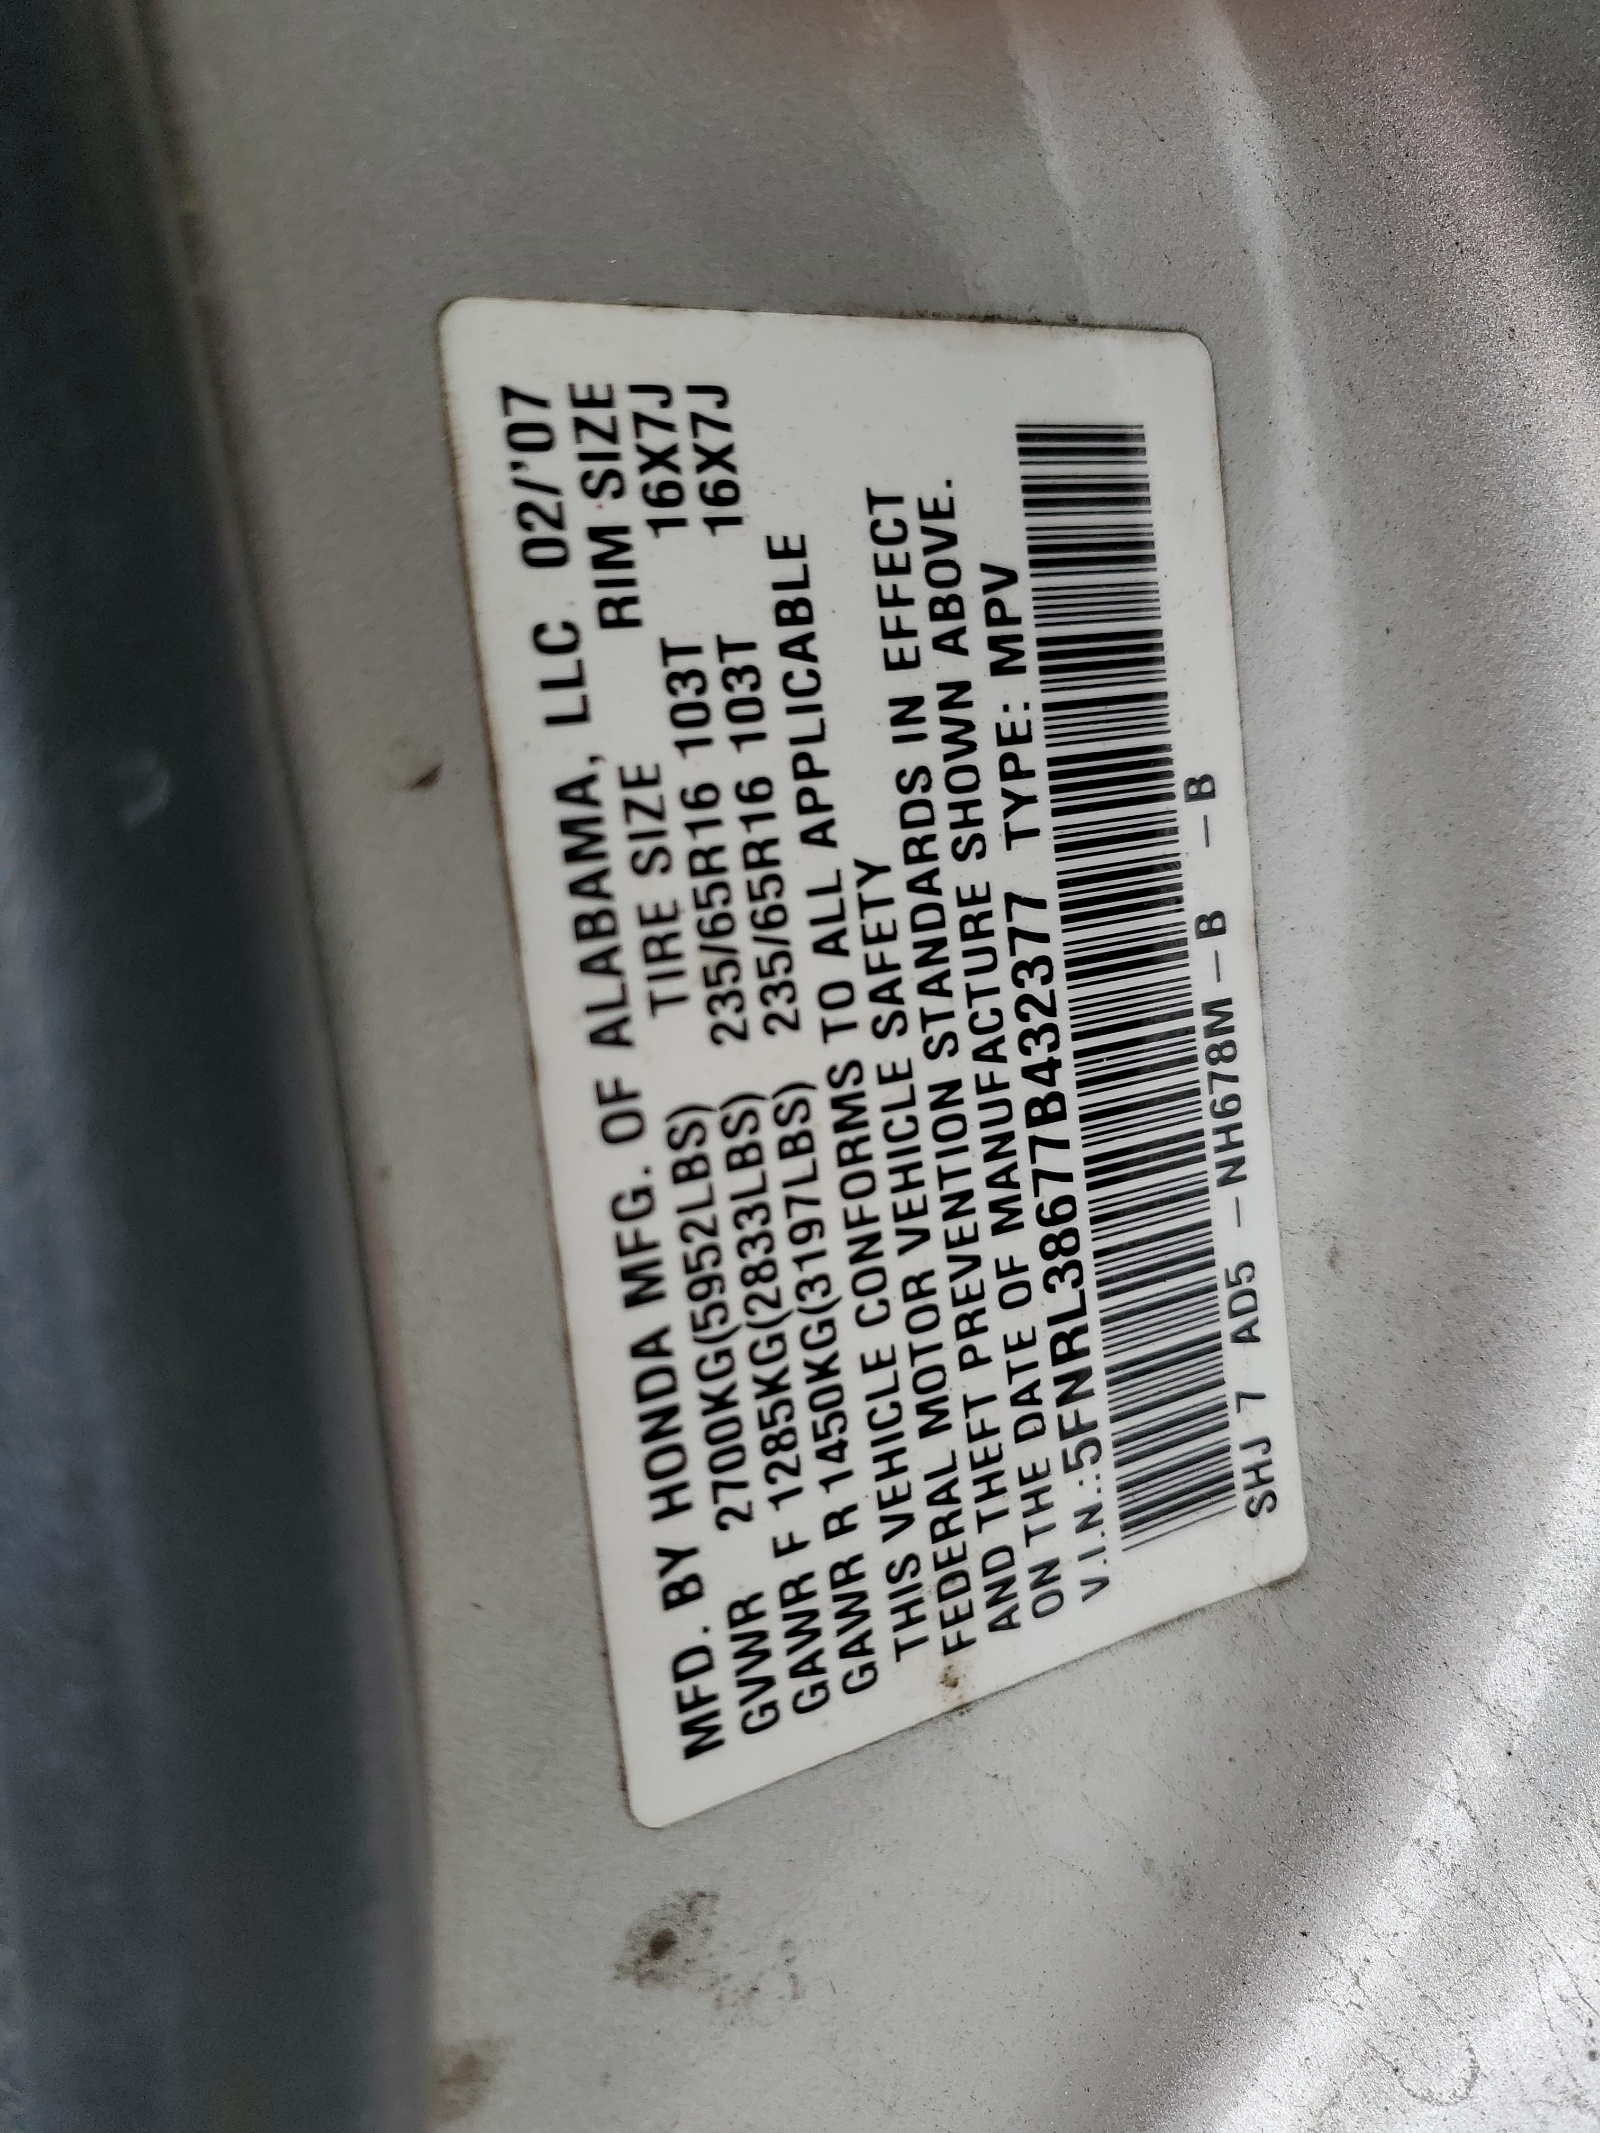 MFD. BY HONDA MFG. OF ALABAMA, LLC 02/'07
GVWR 2700KG(5952LBS) TIRE SIZE RIM SIZE
GAWR F 1285KG(2833LBS) 235/65R16 103T 16X7J
GAWR R 1450KG(3197LBS) 235/65R16 103T 16X7J
THIS VEHICLE CONFORMS TO ALL APPLICABLE
FEDERAL MOTOR VEHICLE SAFETY
AND THEFT PREVENTION STANDARDS IN EFFECT
ON THE DATE OF MANUFACTURE SHOWN ABOVE.
V.I.N.:5FNRL38677B432377 TYPE: MPV
SHJ 7 AD5 – NH678M – B – B